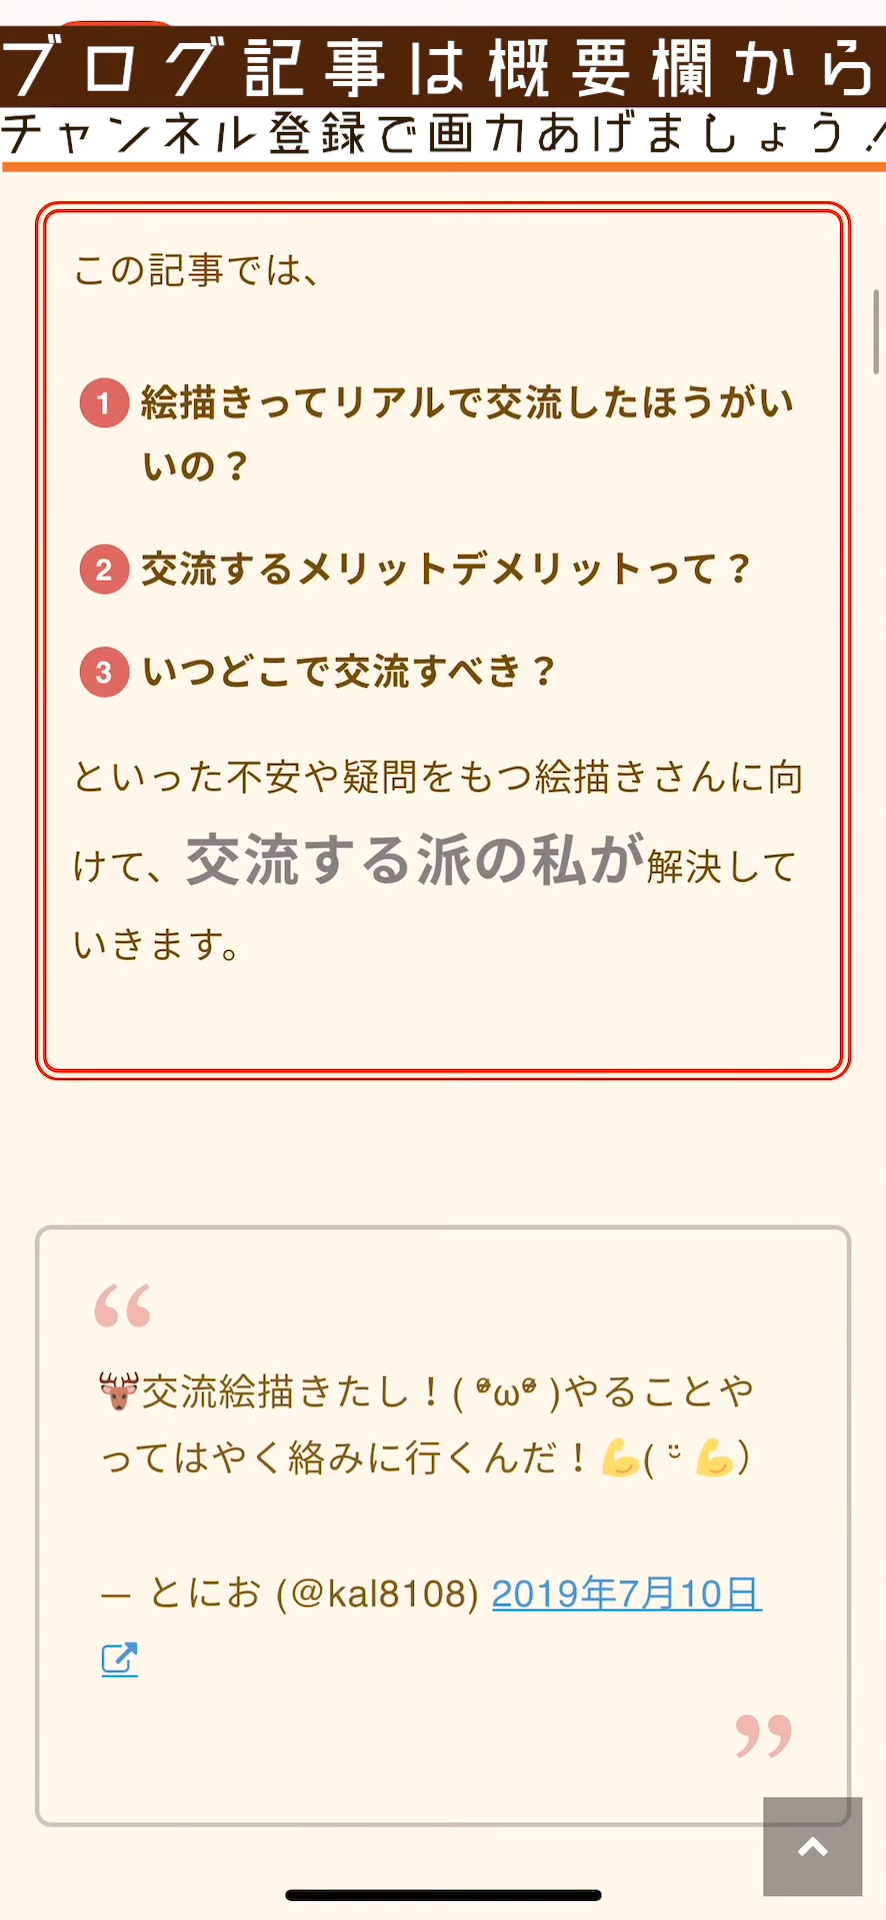 ブログ記事は概要欄から
チャンネル登録で画力あげましょう！
この記事では、
1 絵描きってリアルで交流したほうがい
いの？
2 交流するメリットデメリットって？
3 いつどこで交流すべき？
といった不安や疑問をもつ絵描きさんに向
けて、交流する派の私が解決して
いきます。
“
🦌交流絵描きたし！( ºωº )やることや
ってはやく絡みに行くんだ！💪( ¨̮ 💪）
— とにお (@kal8108) 2019年7月10日
”